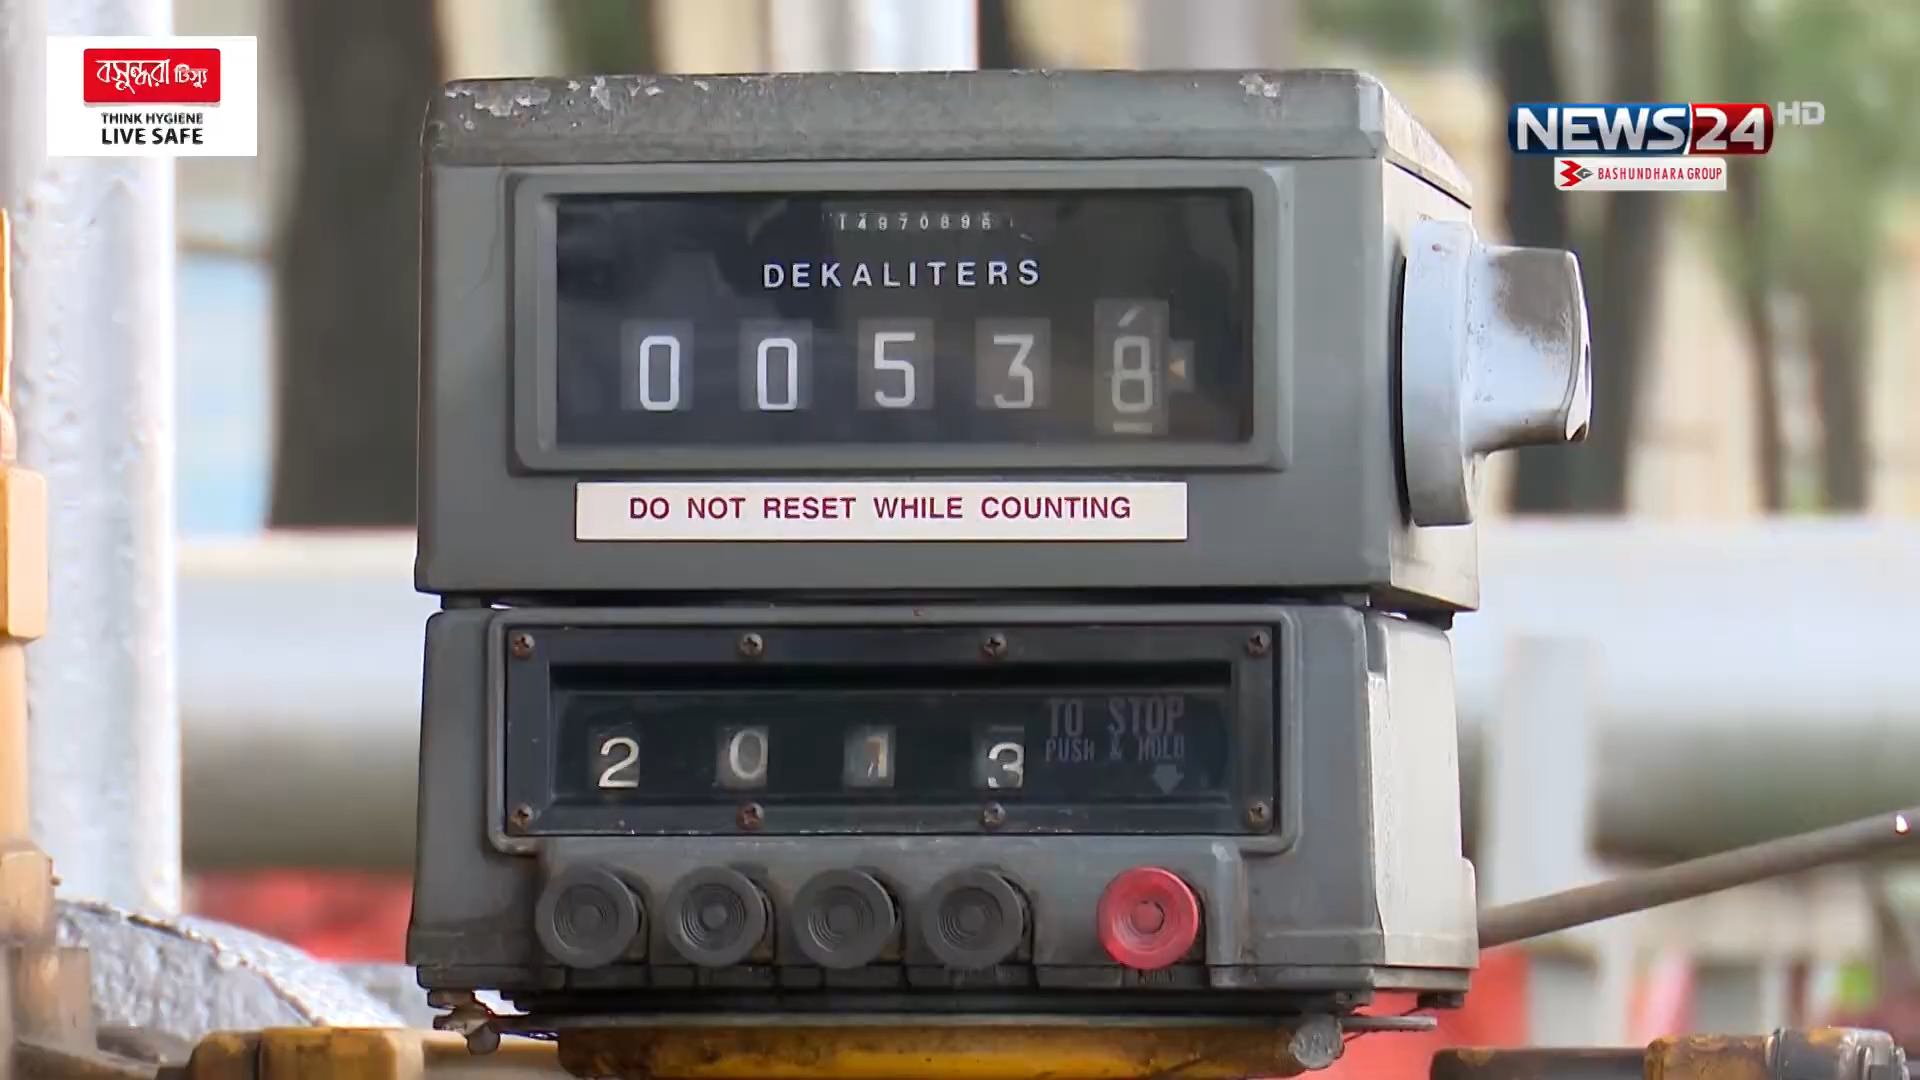 বসুন্ধরা টিস্যু
THINK HYGIENE
LIVE SAFE
NEWS24 HD
BASHUNDHARA GROUP
1497089
DEKALITERS
0 0 5 3 8
DO NOT RESET WHILE COUNTING
2 0 1 3
TO STOP
PUSH & HOLD